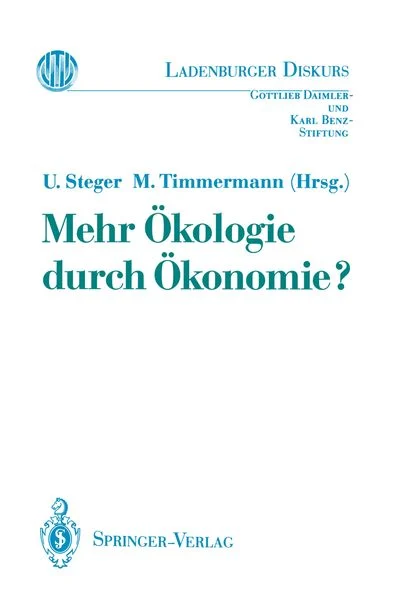 LADENBURGER DISKURS
GOTTLIEB DAIMLER-
UND
KARL BENZ-
STIFTUNG
U. Steger M. Timmermann (Hrsg.)
Mehr Ökologie
durch Ökonomie?
SPRINGER-VERLAG